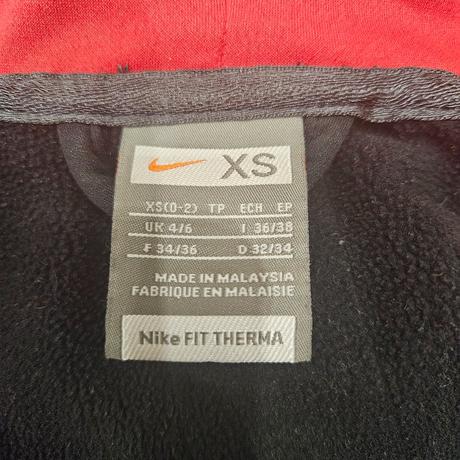 XS
XS(0-2) TP ECH EP
UK 4/6 I 36/38
F 34/36 D 32/34
MADE IN MALAYSIA
FABRIQUE EN MALAISIE
Nike FIT THERMA